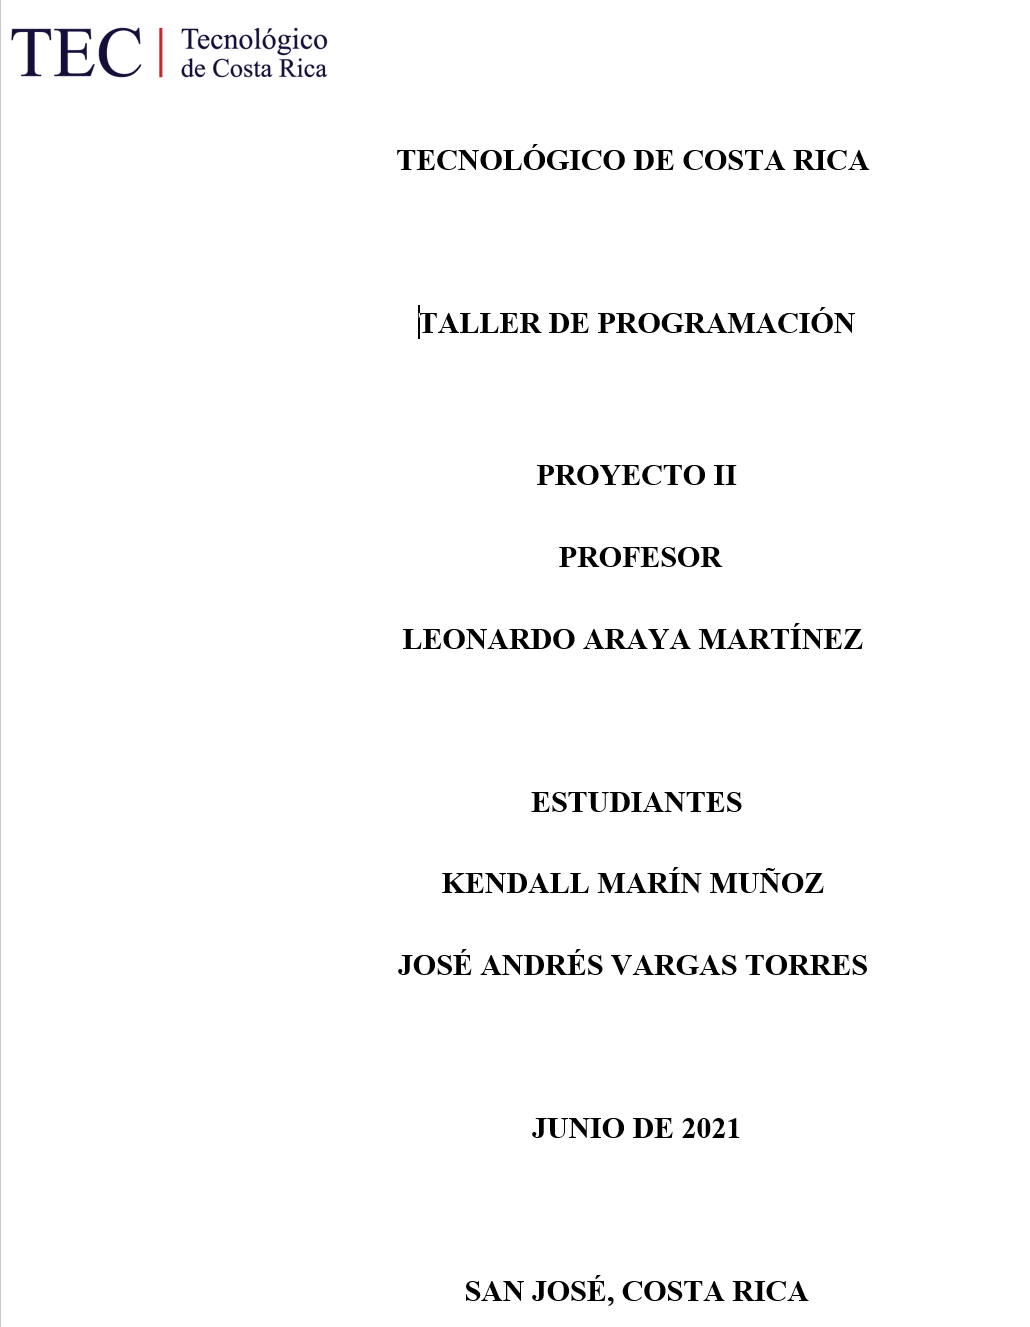 TEC | Tecnológico
de Costa Rica
TECNOLÓGICO DE COSTA RICA
TALLER DE PROGRAMACIÓN
PROYECTO II
PROFESOR
LEONARDO ARAYA MARTÍNEZ
ESTUDIANTES
KENDALL MARÍN MUÑOZ
JOSÉ ANDRÉS VARGAS TORRES
JUNIO DE 2021
SAN JOSÉ, COSTA RICA